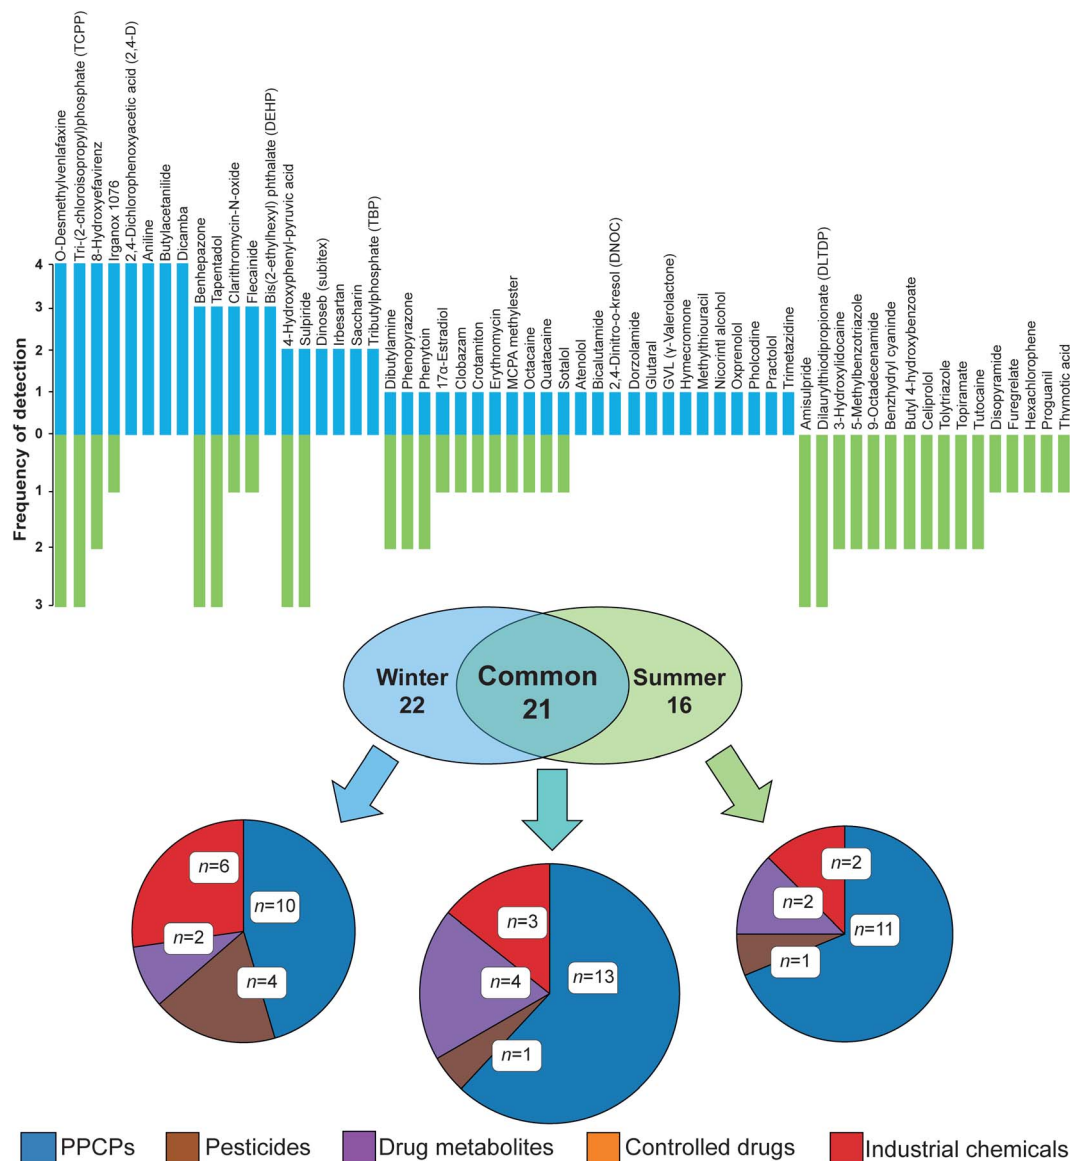 O-Desmethylvenlafaxine
Tri-(2-chloroisopropyl)phosphate (TCPP)
8-Hydroxyefavirenz
Irganox 1076
2,4-Dichlorophenoxyacetic acid (2,4-D)
Aniline
Butylacetanilide
Dicamba
Benhepazone
Tapentadol
Clarithromycin-N-oxide
Flecainide
Bis(2-ethylhexyl) phthalate (DEHP)
4-Hydroxyphenyl-pyruvic acid
Sulpiride
Dinoseb (subitex)
Irbesartan
Saccharin
Tributylphosphate (TBP)
Dibutylamine
Phenopyrazone
Phenytoin
17α-Estradiol
Clobazam
Crotamiton
Erythromycin
MCPA methylester
Octacaine
Quatacaine
Sotalol
Atenolol
Bicalutamide
2,4-Dinitro-o-kresol (DNOC)
Dorzolamide
Glutaral
GVL (γ-Valerolactone)
Hymecromone
Methylthiouracil
Nicorintl alcohol
Oxprenolol
Pholcodine
Practolol
Trimetazidine
Amisulpride
Dilaurylthiodipropionate (DLTDP)
3-Hydroxylidocaine
5-Methylbenzotriazole
9-Octadecenamide
Benzhydryl cyaninde
Butyl 4-hydroxybenzoate
Celiprolol
Tolytriazole
Topiramate
Tutocaine
Disopyramide
Furegrelate
Hexachlorophene
Proguanil
Thymotic acid
Frequency of detection
4
3
2
1
0
1
2
3
Winter
22
Common
21
Summer
16
n=6
n=10
n=2
n=4
n=3
n=13
n=4
n=1
n=2
n=2
n=11
n=1
PPCPs
Pesticides
Drug metabolites
Controlled drugs
Industrial chemicals